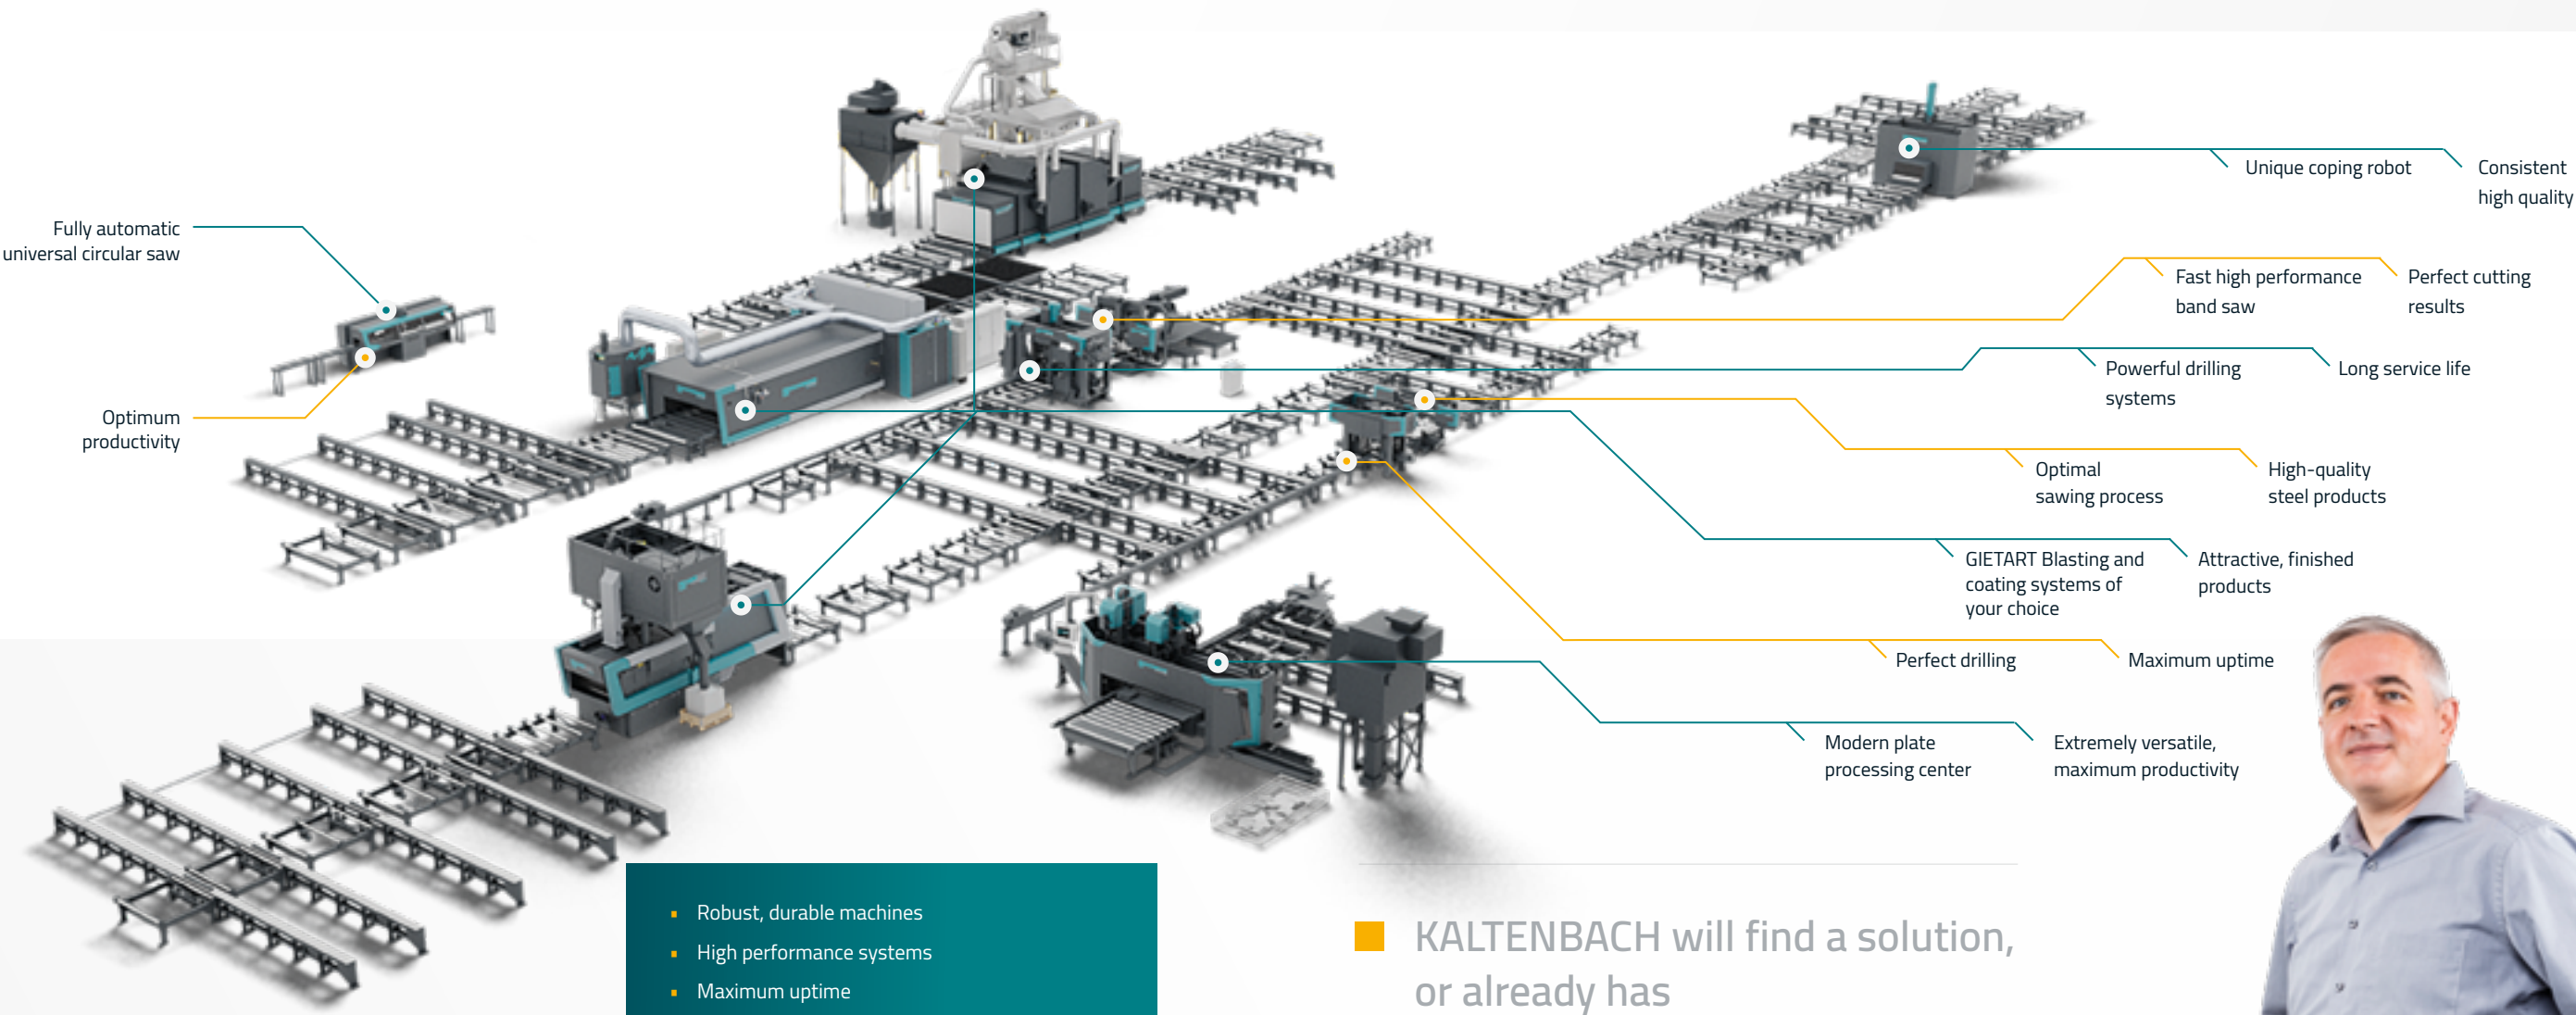 Fully automatic
universal circular saw
Optimum
productivity
Unique coping robot
Consistent
high quality
Fast high performance
band saw
Perfect cutting
results
Powerful drilling
systems
Long service life
Optimal
sawing process
High-quality
steel products
GIETART Blasting and
coating systems of
your choice
Attractive, finished
products
Perfect drilling
Maximum uptime
Modern plate
processing center
Extremely versatile,
maximum productivity
▪ Robust, durable machines
▪ High performance systems
▪ Maximum uptime
KALTENBACH will find a solution,
or already has